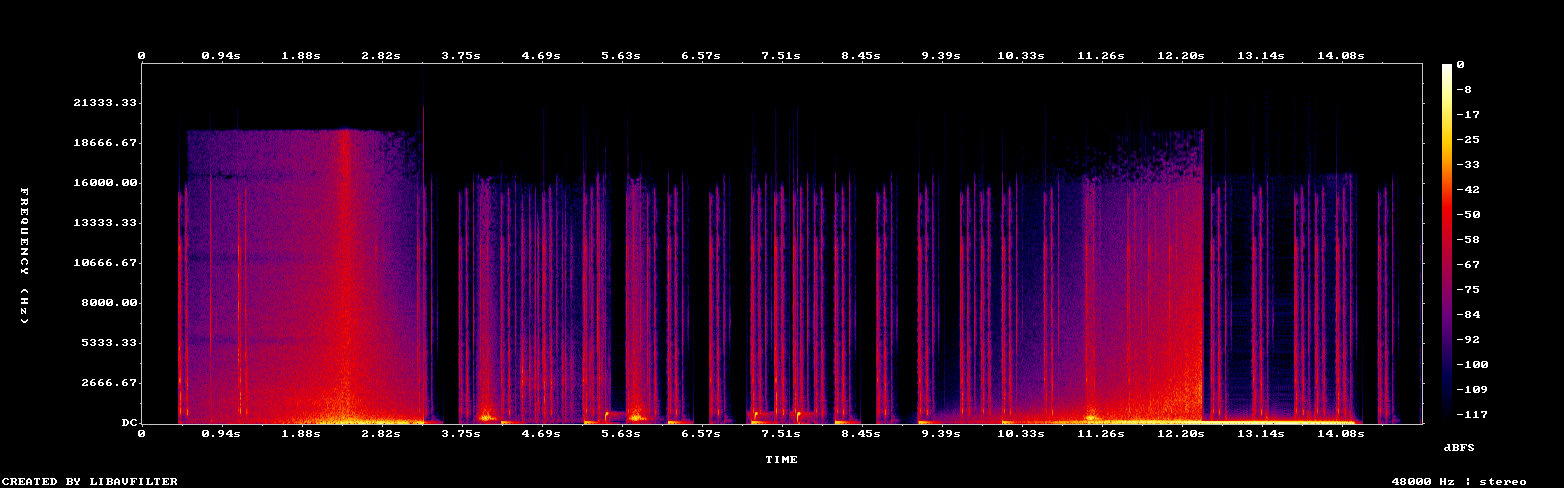 0 0.94s 1.88s 2.82s 3.75s 4.69s 5.63s 6.57s 7.51s 8.45s 9.39s 10.33s 11.26s 12.20s 13.14s 14.08s
21333.33
18666.67
16000.00
13333.33
10666.67
8000.00
5333.33
2666.67
DC
FREQUENCY (Hz)
0
-8
-17
-25
-33
-42
-50
-58
-67
-75
-84
-92
-100
-109
-117
dBFS
0 0.94s 1.88s 2.82s 3.75s 4.69s 5.63s 6.57s 7.51s 8.45s 9.39s 10.33s 11.26s 12.20s 13.14s 14.08s
TIME
CREATED BY LIBAVFILTER
48000 Hz | stereo